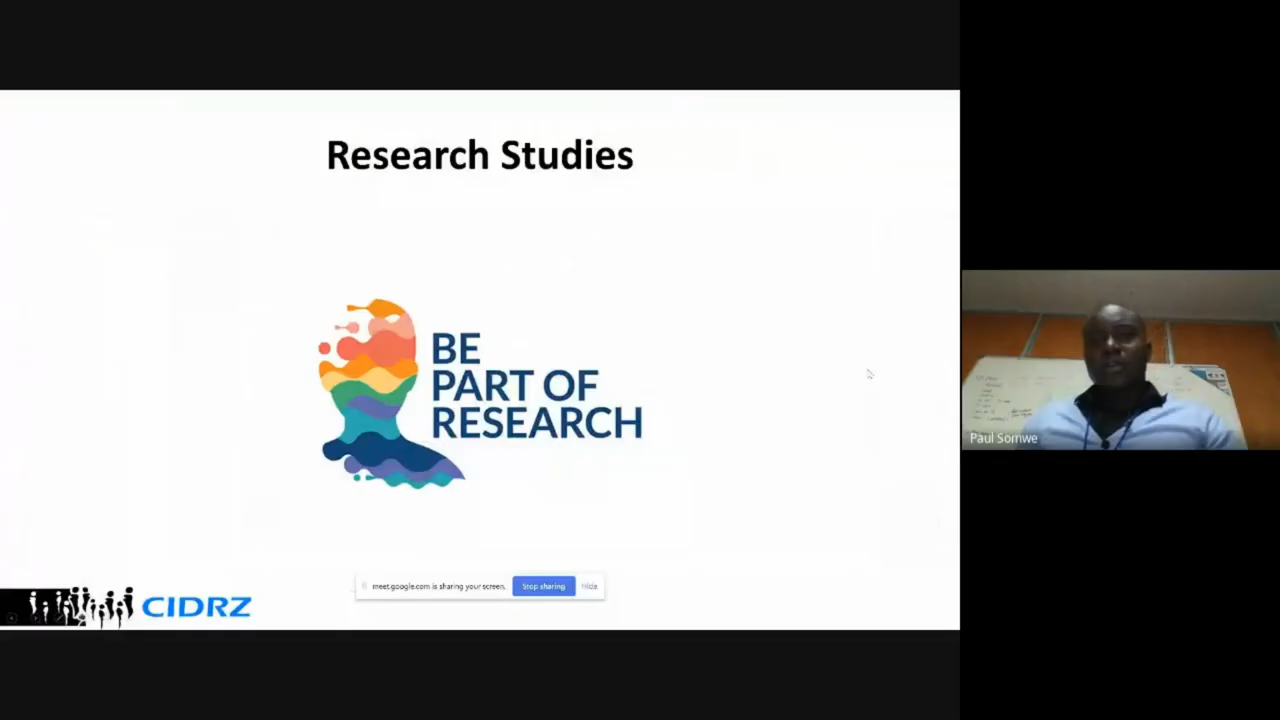 Research Studies
BE
PART OF
RESEARCH
meet.google.com is sharing your screen.
Stop sharing
Hide
CIDRZ
Paul Somwe